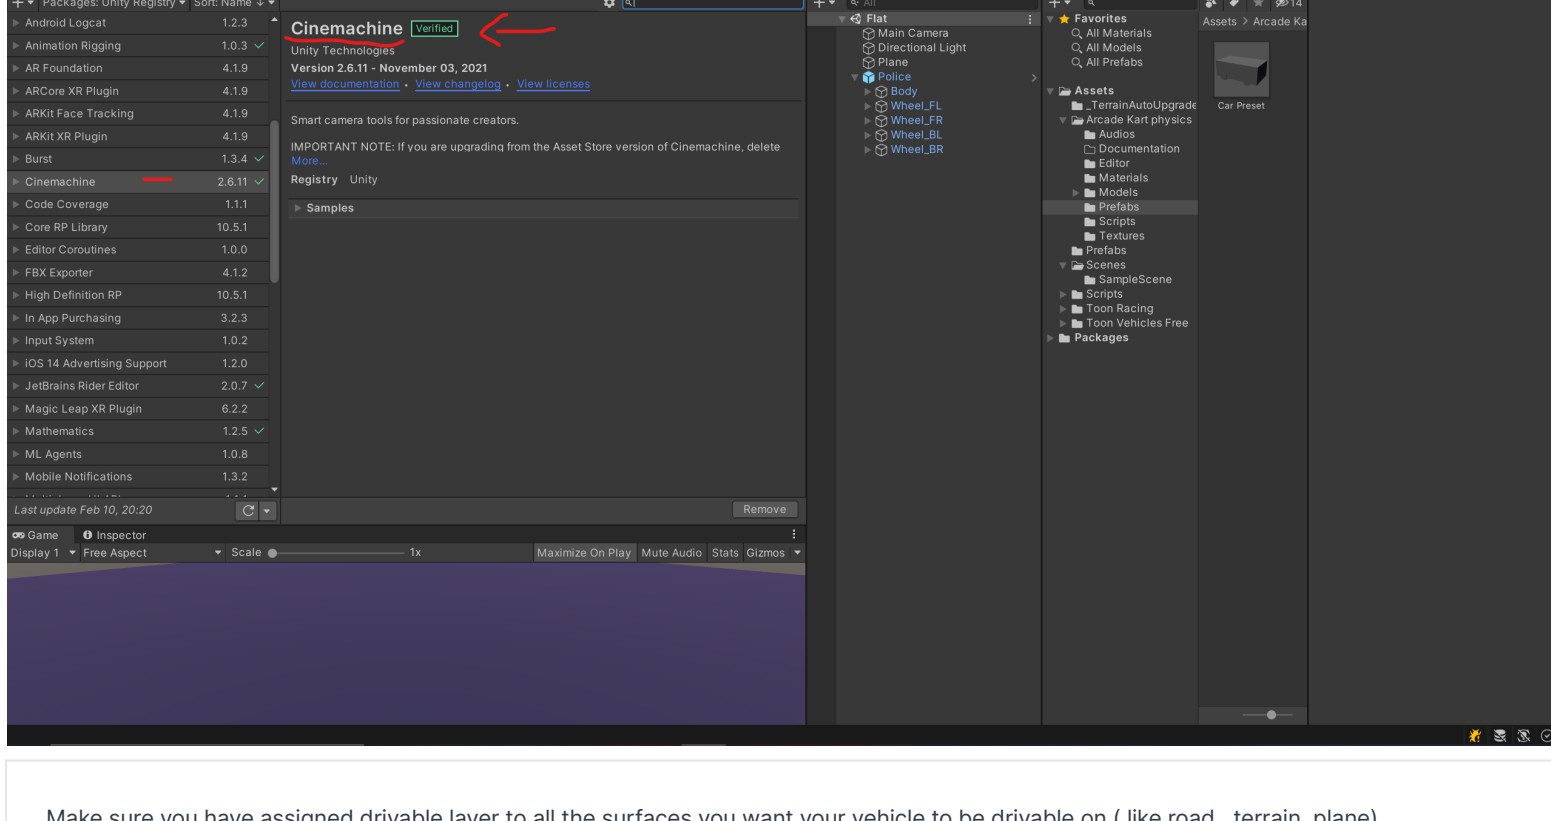 Packages: Unity Registry Sort: Name ↓
Android Logcat 1.2.3
Animation Rigging 1.0.3
AR Foundation 4.1.9
ARCore XR Plugin 4.1.9
ARKit Face Tracking 4.1.9
ARKit XR Plugin 4.1.9
Burst 1.3.4
Cinemachine 2.6.11
Code Coverage 1.1.1
Core RP Library 10.5.1
Editor Coroutines 1.0.0
FBX Exporter 4.1.2
High Definition RP 10.5.1
In App Purchasing 3.2.3
Input System 1.0.2
iOS 14 Advertising Support 1.2.0
JetBrains Rider Editor 2.0.7
Magic Leap XR Plugin 6.2.2
Mathematics 1.2.5
ML Agents 1.0.8
Mobile Notifications 1.3.2
Last update Feb 10, 20:20
Cinemachine Verified
Unity Technologies
Version 2.6.11 - November 03, 2021
View documentation • View changelog • View licenses
Smart camera tools for passionate creators.
IMPORTANT NOTE: If you are upgrading from the Asset Store version of Cinemachine, delete
More...
Registry Unity
Samples
Remove
Game Inspector
Display 1 Free Aspect Scale 1x Maximize On Play Mute Audio Stats Gizmos
All
Flat
Main Camera
Directional Light
Plane
Police
Body
Wheel_FL
Wheel_FR
Wheel_BL
Wheel_BR
14
Favorites
All Materials
All Models
All Prefabs
Assets
_TerrainAutoUpgrade
Arcade Kart physics
Audios
Documentation
Editor
Materials
Models
Prefabs
Scripts
Textures
Prefabs
Scenes
SampleScene
Scripts
Toon Racing
Toon Vehicles Free
Packages
Assets > Arcade Ka
Car Preset
Make sure you have assigned drivable layer to all the surfaces you want your vehicle to be drivable on ( like road , terrain, plane)